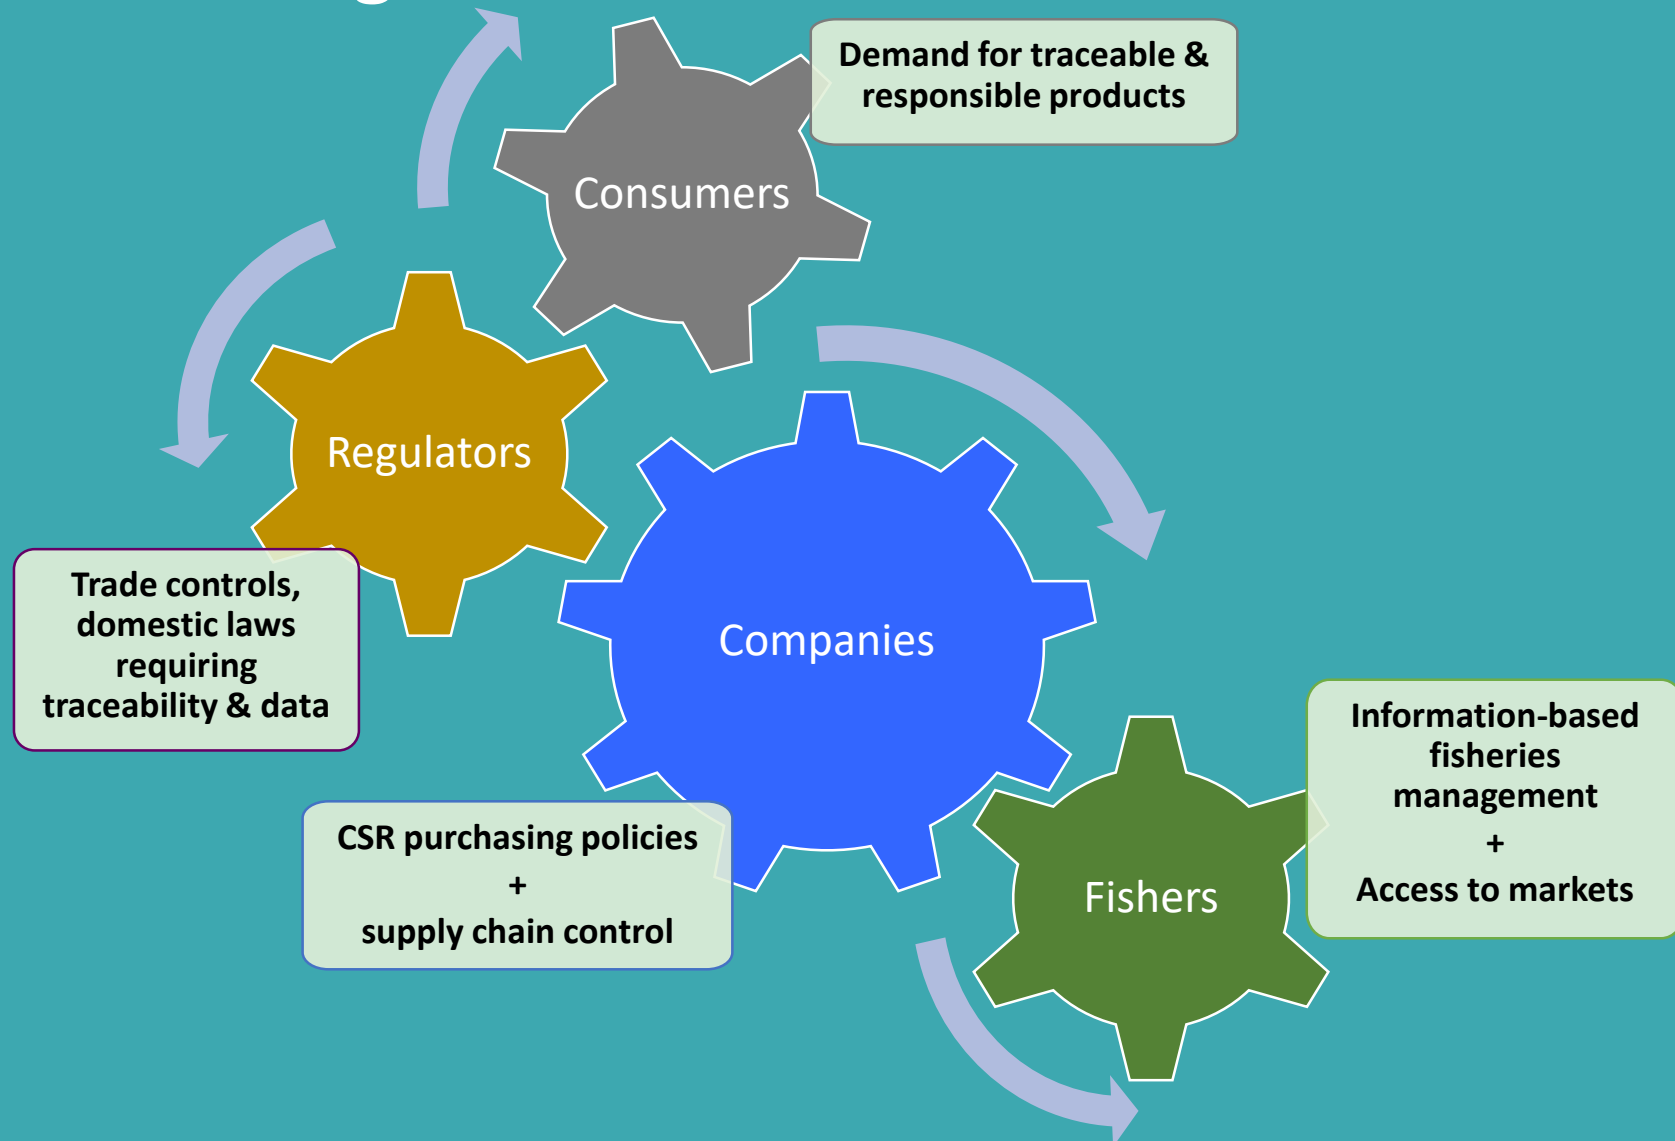 Demand for traceable &
responsible products
Consumers
Regulators
Trade controls,
domestic laws
requiring
traceability & data
Companies
CSR purchasing policies
+
supply chain control
Information-based
fisheries
management
+
Access to markets
Fishers